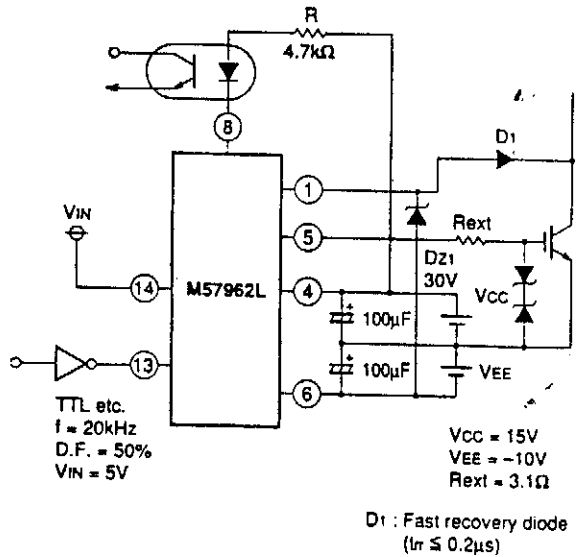 R
4.7kΩ
8
D1
1
VIN
5
Rext
DZ1
30V
14
M57962L
4
VCC
100μF
13
100μF
VEE
6
TTL etc.
f = 20kHz
D.F. = 50%
VIN = 5V
VCC = 15V
VEE = −10V
Rext = 3.1Ω
D1 : Fast recovery diode
(trr ≦ 0.2μs)